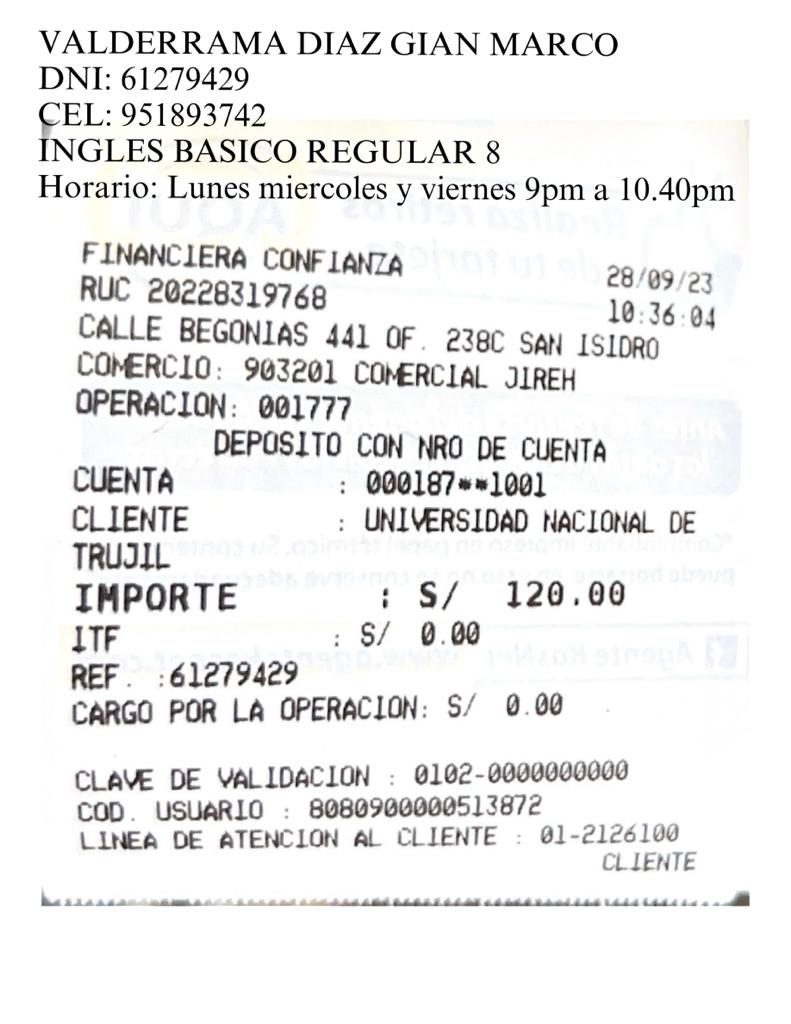 VALDERRAMA DIAZ GIAN MARCO
DNI: 61279429
CEL: 951893742
INGLES BASICO REGULAR 8
Horario: Lunes miercoles y viernes 9pm a 10.40pm
FINANCIERA CONFIANZA 28/09/23
RUC 20228319768 10:36:04
CALLE BEGONIAS 441 OF. 238C SAN ISIDRO
COMERCIO: 903201 COMERCIAL JIREH
OPERACION: 001777
DEPOSITO CON NRO DE CUENTA
CUENTA : 000187**1001
CLIENTE : UNIVERSIDAD NACIONAL DE
TRUJIL
IMPORTE : S/ 120.00
ITF : S/ 0.00
REF. :61279429
CARGO POR LA OPERACION: S/ 0.00
CLAVE DE VALIDACION : 0102-0000000000
COD. USUARIO : 8080900000513872
LINEA DE ATENCION AL CLIENTE : 01-2126100
CLIENTE